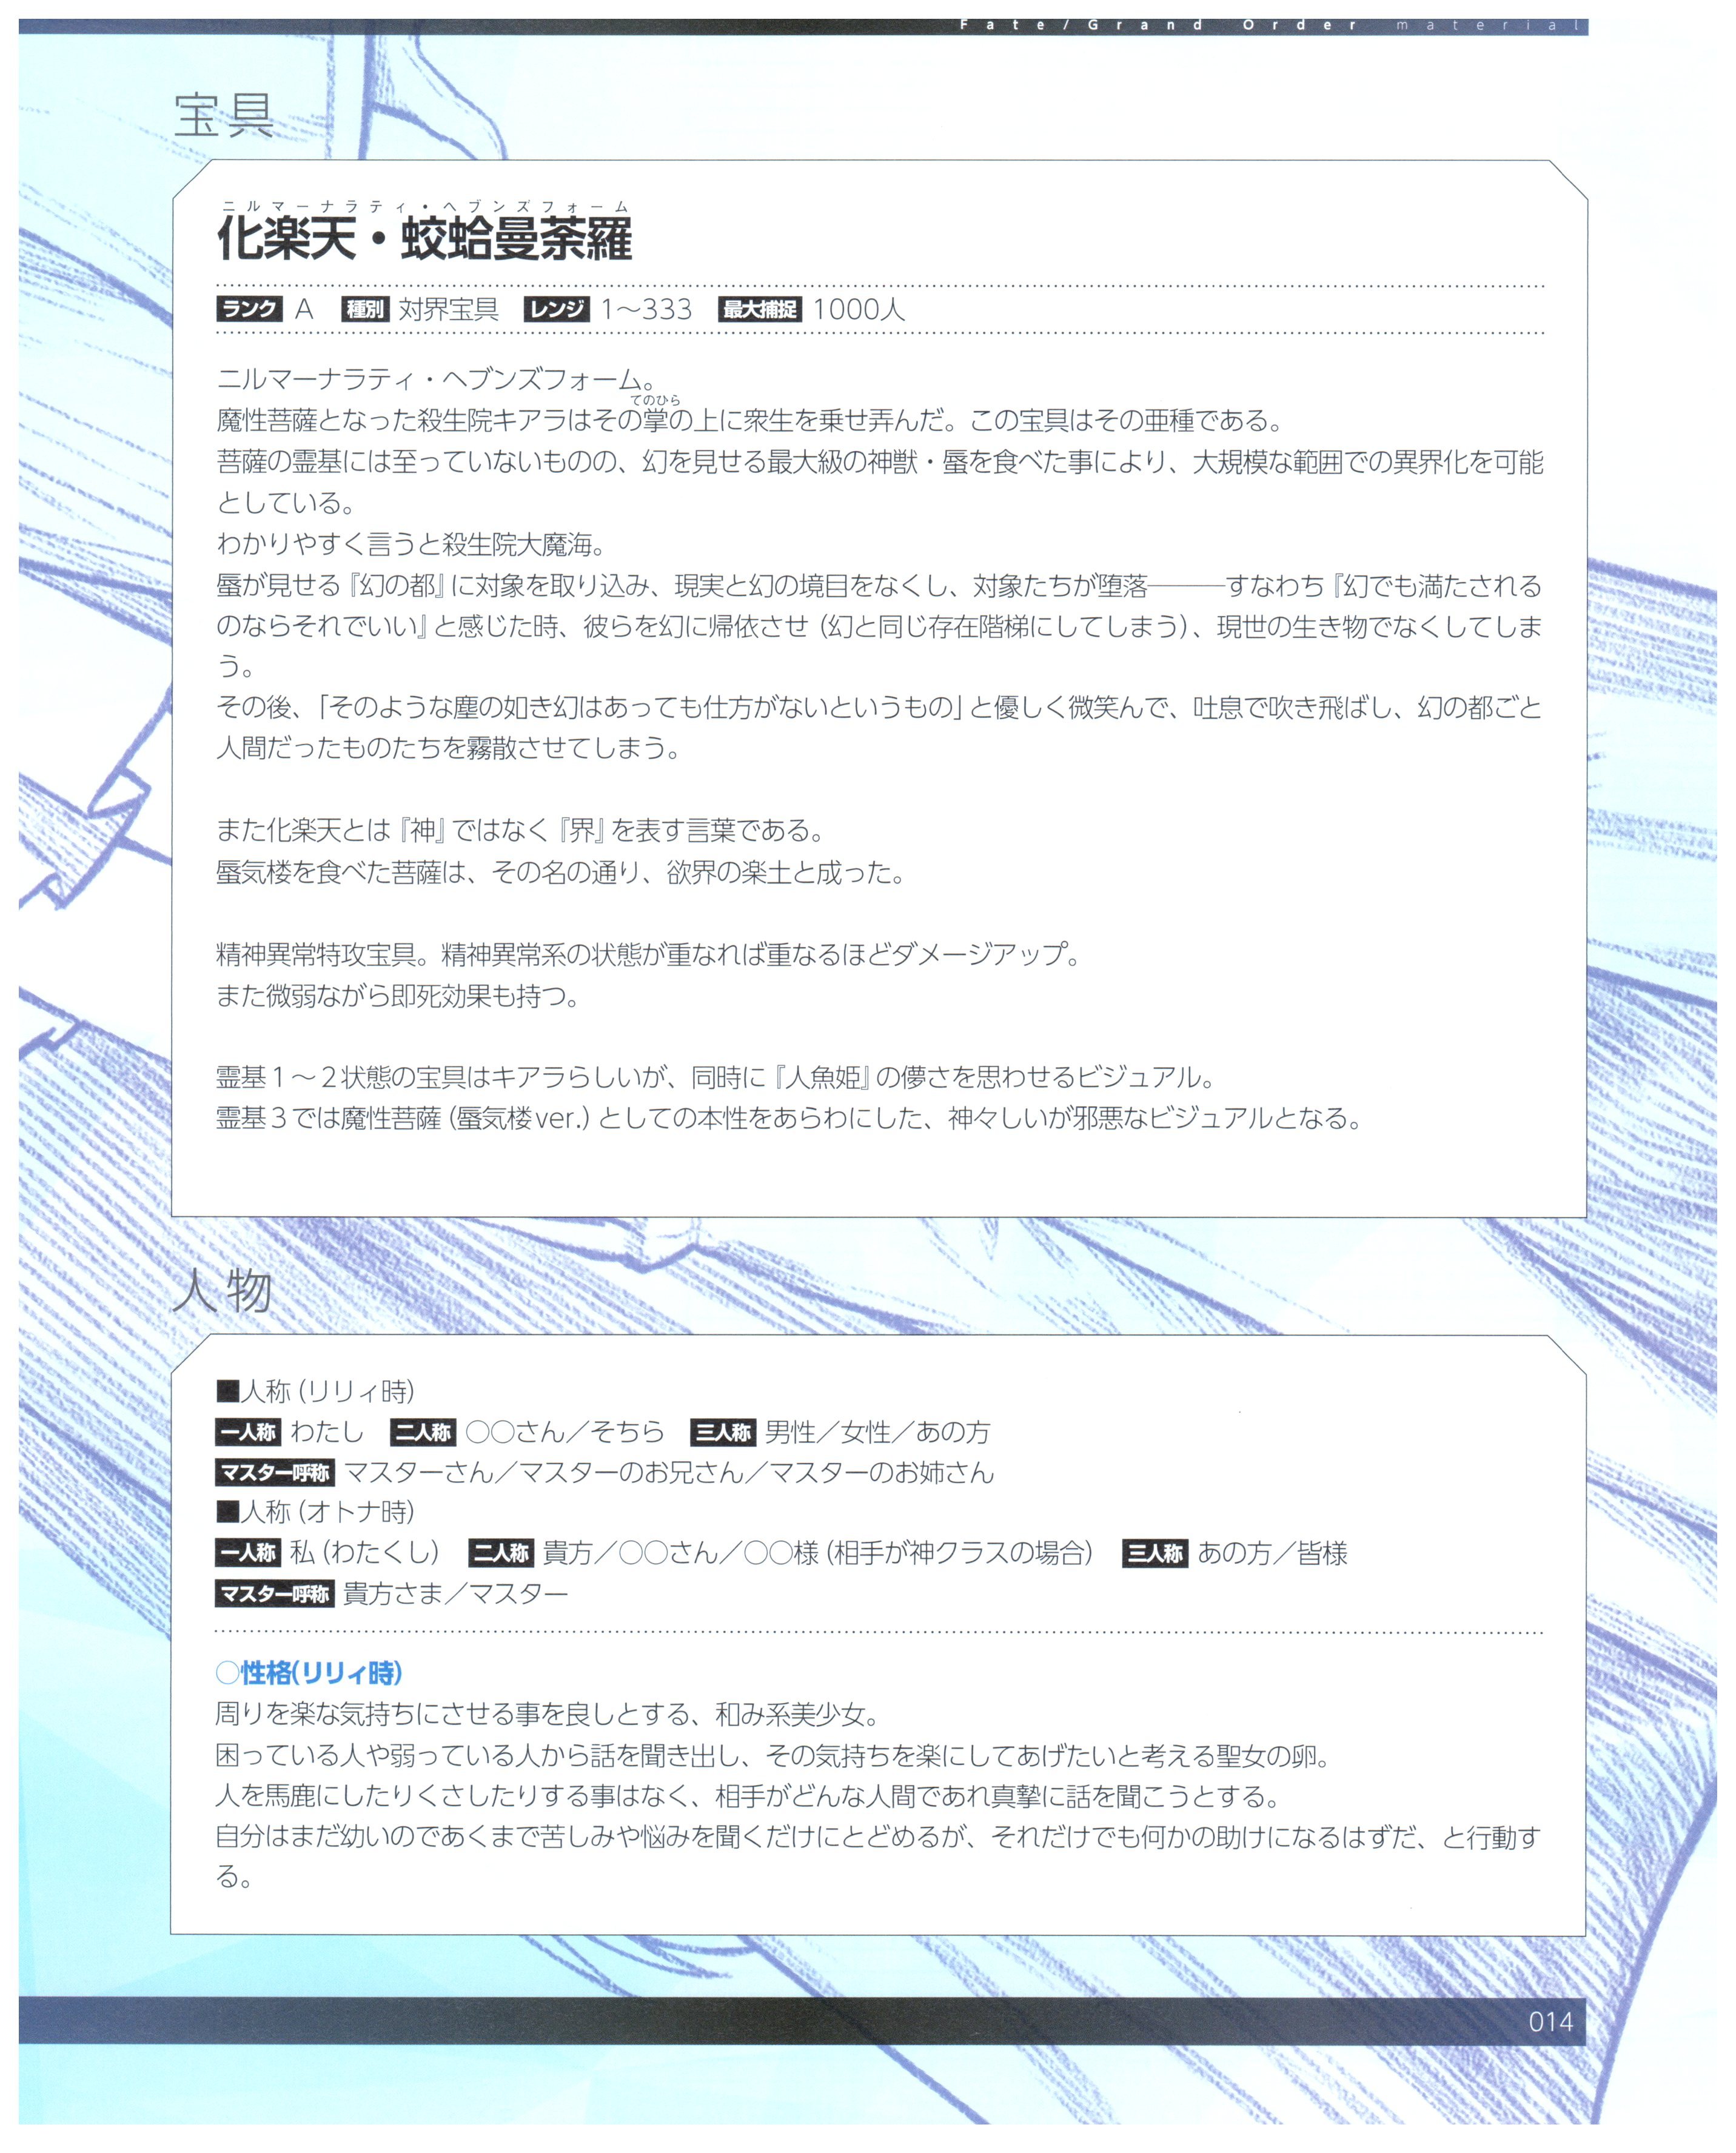 Fate/Grand Order material
宝具
ニルマーナラティ・ヘブンズフォーム
化楽天・蛟蛤曼荼羅
ランク A 種別 対界宝具 レンジ 1～333 最大捕捉 1000人
ニルマーナラティ・ヘブンズフォーム。
てのひら
魔性菩薩となった殺生院キアラはその掌の上に衆生を乗せ弄んだ。この宝具はその亜種である。
菩薩の霊基には至っていないものの、幻を見せる最大級の神獣・蜃を食べた事により、大規模な範囲での異界化を可能
としている。
わかりやすく言うと殺生院大魔海。
蜃が見せる『幻の都』に対象を取り込み、現実と幻の境目をなくし、対象たちが堕落———すなわち『幻でも満たされる
のならそれでいい』と感じた時、彼らを幻に帰依させ（幻と同じ存在階梯にしてしまう）、現世の生き物でなくしてしま
う。
その後、「そのような塵の如き幻はあっても仕方がないというもの」と優しく微笑んで、吐息で吹き飛ばし、幻の都ごと
人間だったものたちを霧散させてしまう。
また化楽天とは『神』ではなく『界』を表す言葉である。
蜃気楼を食べた菩薩は、その名の通り、欲界の楽土と成った。
精神異常特攻宝具。精神異常系の状態が重なれば重なるほどダメージアップ。
また微弱ながら即死効果も持つ。
霊基１～２状態の宝具はキアラらしいが、同時に『人魚姫』の儚さを思わせるビジュアル。
霊基３では魔性菩薩（蜃気楼ver.）としての本性をあらわにした、神々しいが邪悪なビジュアルとなる。
人物
■人称（リリィ時）
一人称 わたし 二人称 ○○さん／そちら 三人称 男性／女性／あの方
マスター呼称 マスターさん／マスターのお兄さん／マスターのお姉さん
■人称（オトナ時）
一人称 私（わたくし） 二人称 貴方／○○さん／○○様（相手が神クラスの場合） 三人称 あの方／皆様
マスター呼称 貴方さま／マスター
○性格（リリィ時）
周りを楽な気持ちにさせる事を良しとする、和み系美少女。
困っている人や弱っている人から話を聞き出し、その気持ちを楽にしてあげたいと考える聖女の卵。
人を馬鹿にしたりくさしたりする事はなく、相手がどんな人間であれ真摯に話を聞こうとする。
自分はまだ幼いのであくまで苦しみや悩みを聞くだけにとどめるが、それだけでも何かの助けになるはずだ、と行動す
る。
014